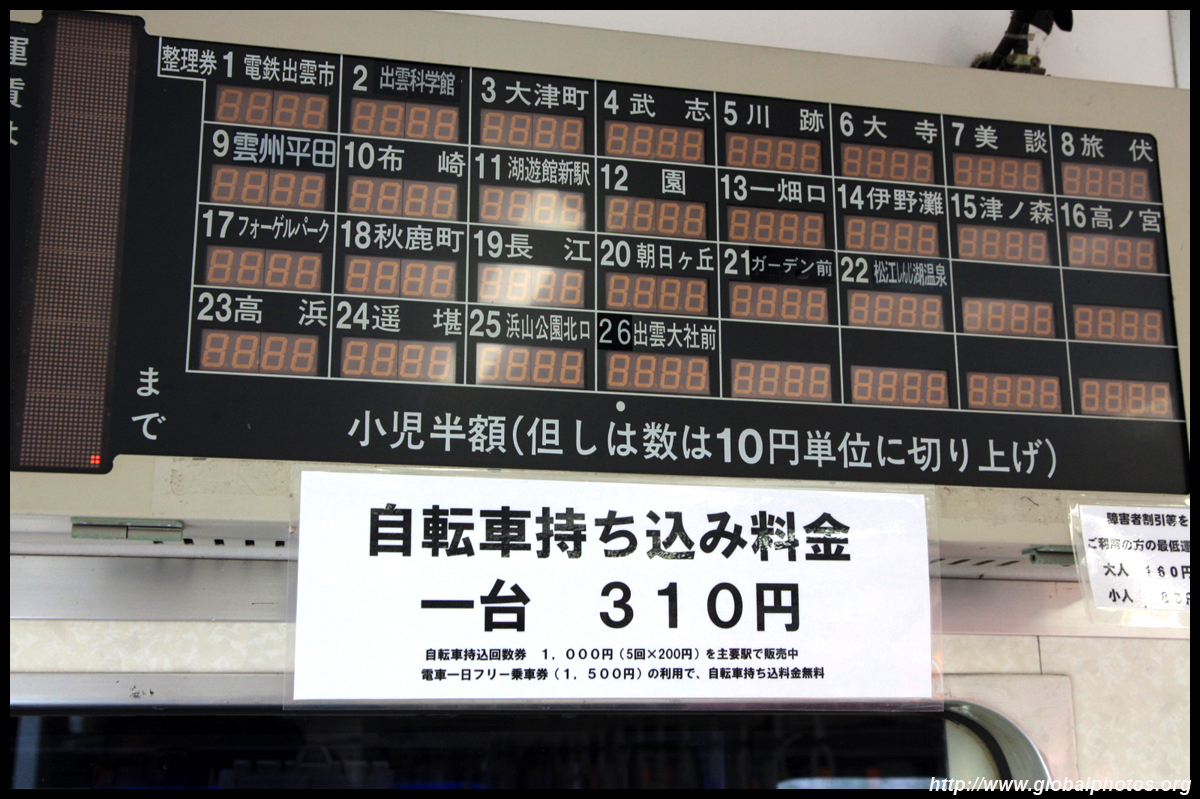 運賃は
まで
整理券 1 電鉄出雲市 2 出雲科学館 3 大津町 4 武志 5 川跡 6 大寺 7 美談 8 旅伏
9 雲州平田 10 布崎 11 湖遊館新駅 12 園 13 一畑口 14 伊野灘 15 津ノ森 16 高ノ宮
17 フォーゲルパーク 18 秋鹿町 19 長江 20 朝日ヶ丘 21 ガーデン前 22 松江しんじ湖温泉
23 高浜 24 遥堪 25 浜山公園北口 26 出雲大社前
小児半額(但しは数は10円単位に切り上げ)
自転車持ち込み料金
一台 310円
自転車持込回数券 1,000円(5回×200円)を主要駅で販売中
電車一日フリー乗車券(1,500円)の利用で、自転車持ち込料金無料
障害者割引等を
ご利用の方の最低運
大人 160円
小人
http://www.globalphotos.org